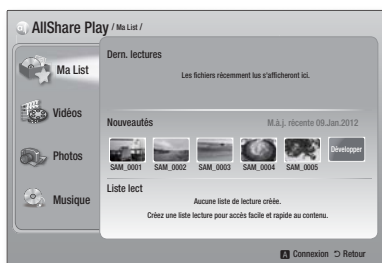 AllShare Play / Ma List /
Ma List
Vidéos
Photos
Musique
Dern. lectures
Les fichiers récemment lus s'afficheront ici.
Nouveautés
M.à.j. récente 09.Jan.2012
SAM_0001 SAM_0002 SAM_0003 SAM_0004 SAM_0005 Développer
Liste lect
Aucune liste de lecture créée.
Créez une liste lecture pour accès facile et rapide au contenu.
A Connexion Retour